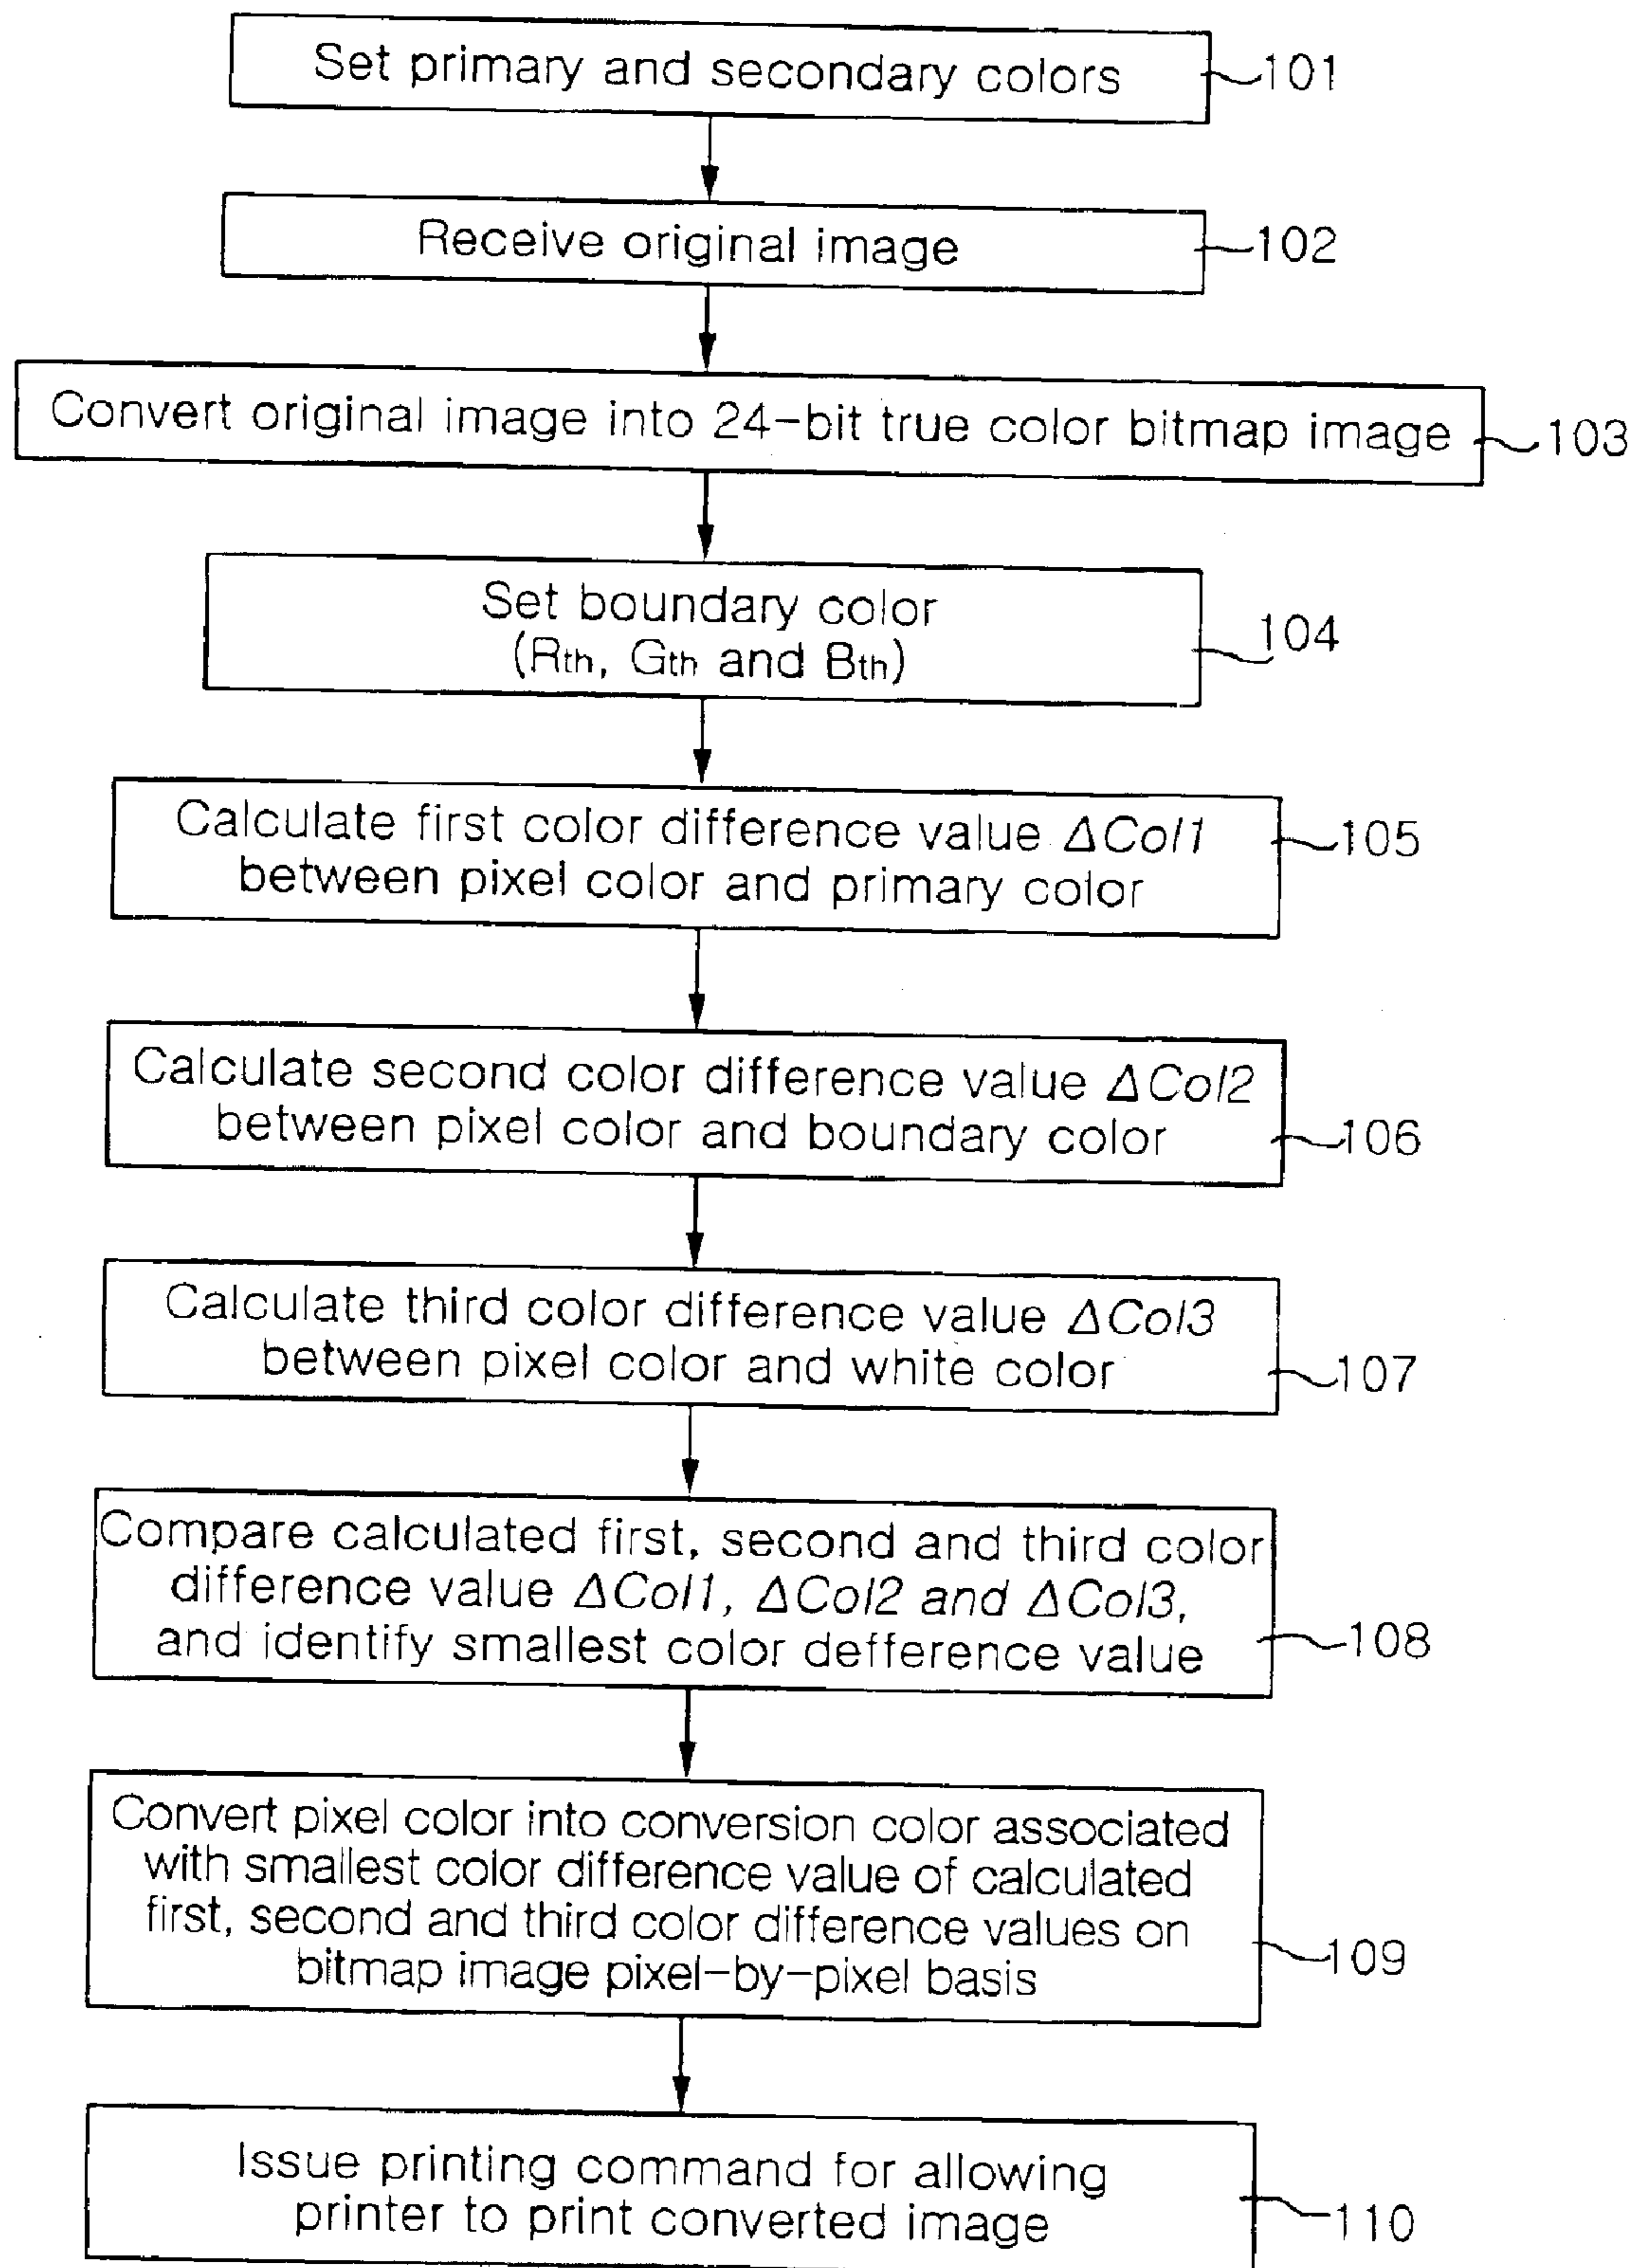 Set primary and secondary colors
101
Receive original image
102
Convert original image into 24-bit true color bitmap image
103
Set boundary color
(Rth, Gth and Bth)
104
Calculate first color difference value ΔCol1
between pixel color and primary color
105
Calculate second color difference value ΔCol2
between pixel color and boundary color
106
Calculate third color difference value ΔCol3
between pixel color and white color
107
Compare calculated first, second and third color
difference value ΔCol1, ΔCol2 and ΔCol3,
and identify smallest color defference value
108
Convert pixel color into conversion color associated
with smallest color difference value of calculated
first, second and third color difference values on
bitmap image pixel-by-pixel basis
109
Issue printing command for allowing
printer to print converted image
110